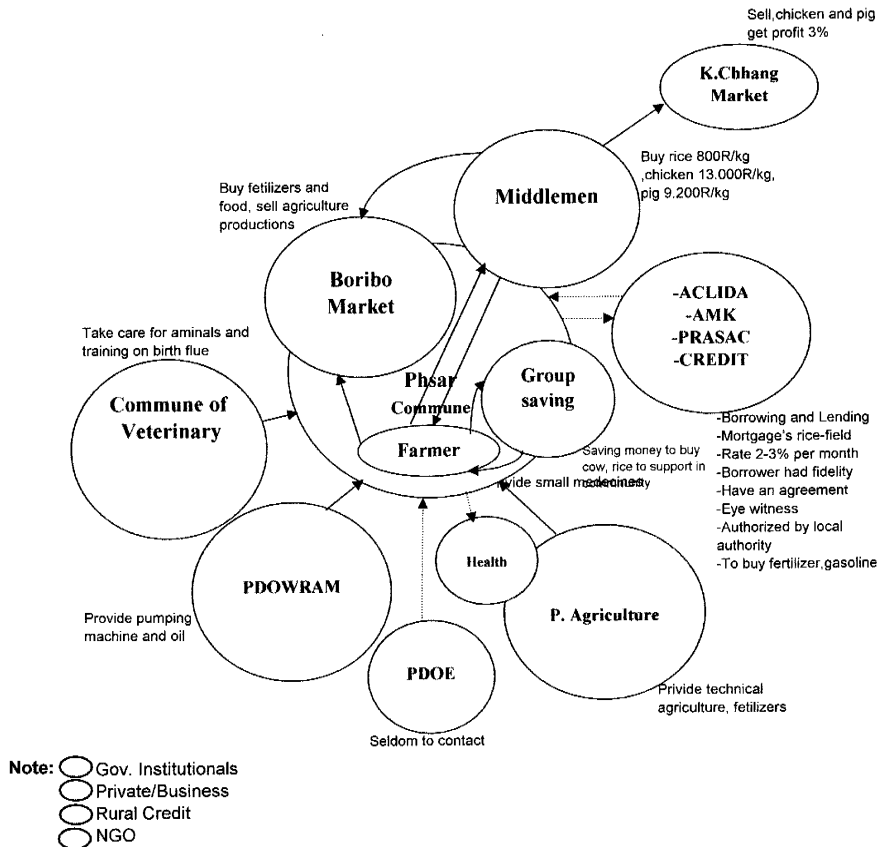 Sell,chicken and pig
get profit 3%
K.Cbhang
Market
Buy rice 800R/kg
,chicken 13.000R/kg,
pig 9.200R/kg
Middlemen
Buy fetilizers and
food, sell agriculture
productions
Boribo
Market
-ACLIDA
-AMK
-PRASAC
-CREDIT
Take care for aminals and
training on birth flue
Commune of
Veterinary
Phsar
Commune
Group
saving
Farmer
-Borrowing and Lending
-Mortgage's rice-field
-Rate 2-3% per month
-Borrower had fidelity
-Have an agreement
-Eye witness
-Authorized by local
authority
-To buy fertilizer,gasoline
Saving money to buy
cow, rice to support in
vide small medecines
Health
PDOWRAM
P. Agriculture
Provide pumping
machine and oil
PDOE
Privide technical
agriculture, fetilizers
Seldom to contact
Note:
Gov. Institutionals
Private/Business
Rural Credit
NGO